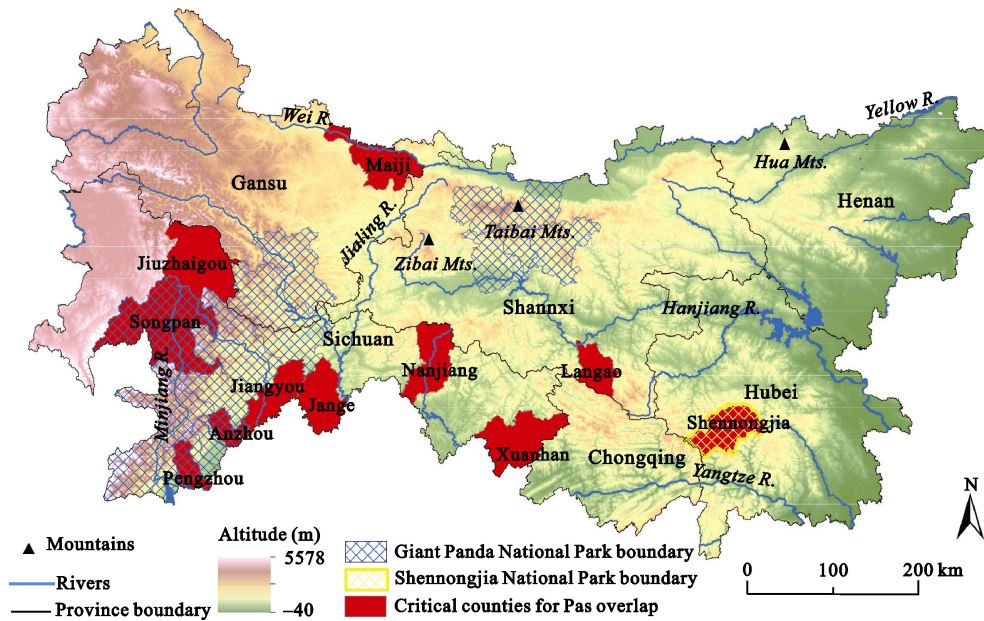 Wei R.
Yellow R.
Hua Mts.
Maiji
Gansu
Henan
Jialing R.
Taibai Mts.
Zibai Mts.
Jiuzhaigou
Shannxi
Hanjiang R.
Songpan
Sichuan
Minjiang R.
Nanjiang
Langao
Jiangyou
Jange
Hubei
Shennongjia
Anzhou
Xuanhan
Chongqing
Pengzhou
Yangtze R.
N
Mountains
Rivers
Province boundary
Altitude (m)
5578
–40
Giant Panda National Park boundary
Shennongjia National Park boundary
Critical counties for Pas overlap
0 100 200 km